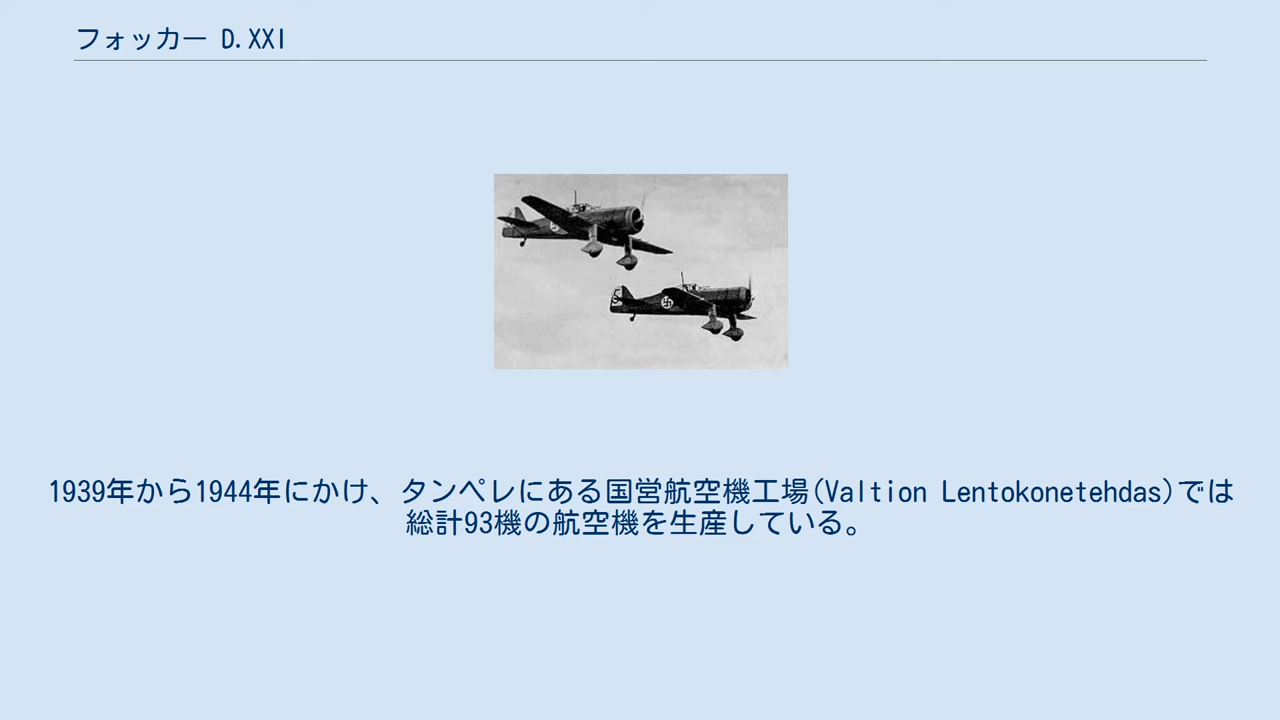 フォッカー D.XXI
1939年から1944年にかけ、タンペレにある国営航空機工場(Valtion Lentokonetehdas)では
総計93機の航空機を生産している。